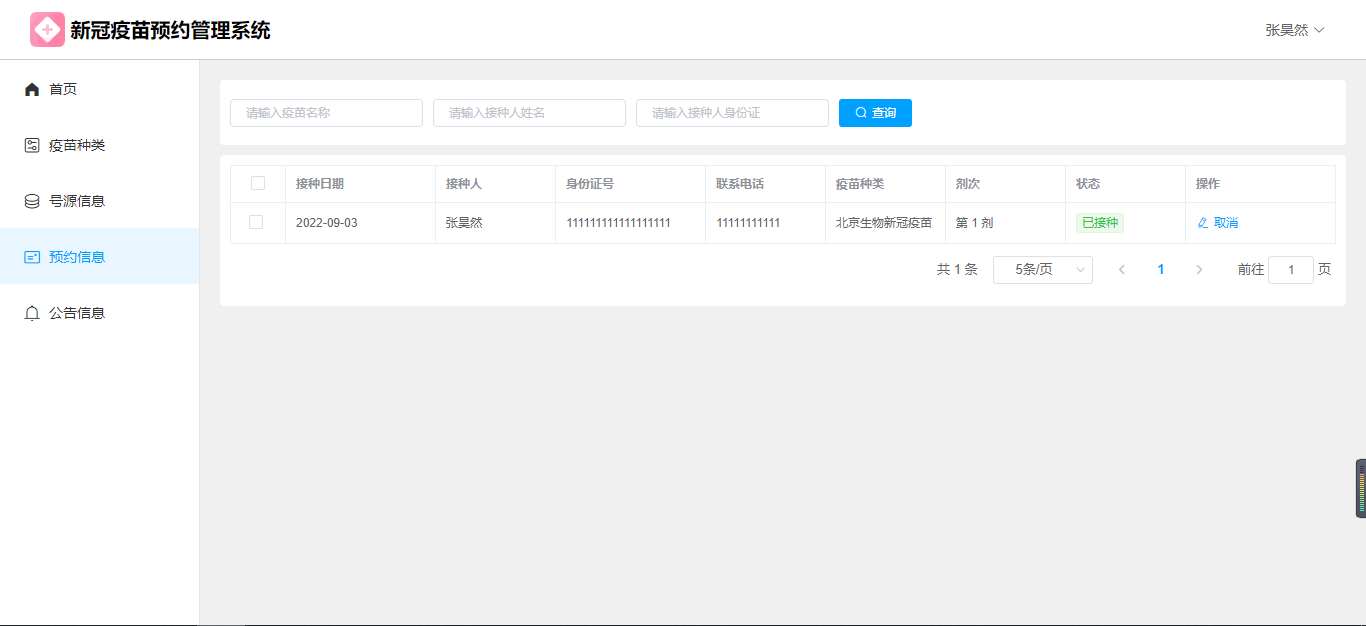 新冠疫苗预约管理系统
张昊然
首页
疫苗种类
号源信息
预约信息
公告信息
请输入疫苗名称 请输入接种人姓名 请输入接种人身份证 查询
接种日期 接种人 身份证号 联系电话 疫苗种类 剂次 状态 操作
2022-09-03 张昊然 111111111111111111 11111111111 北京生物新冠疫苗 第 1 剂 已接种 取消
共 1 条 5条/页 1 前往 1 页